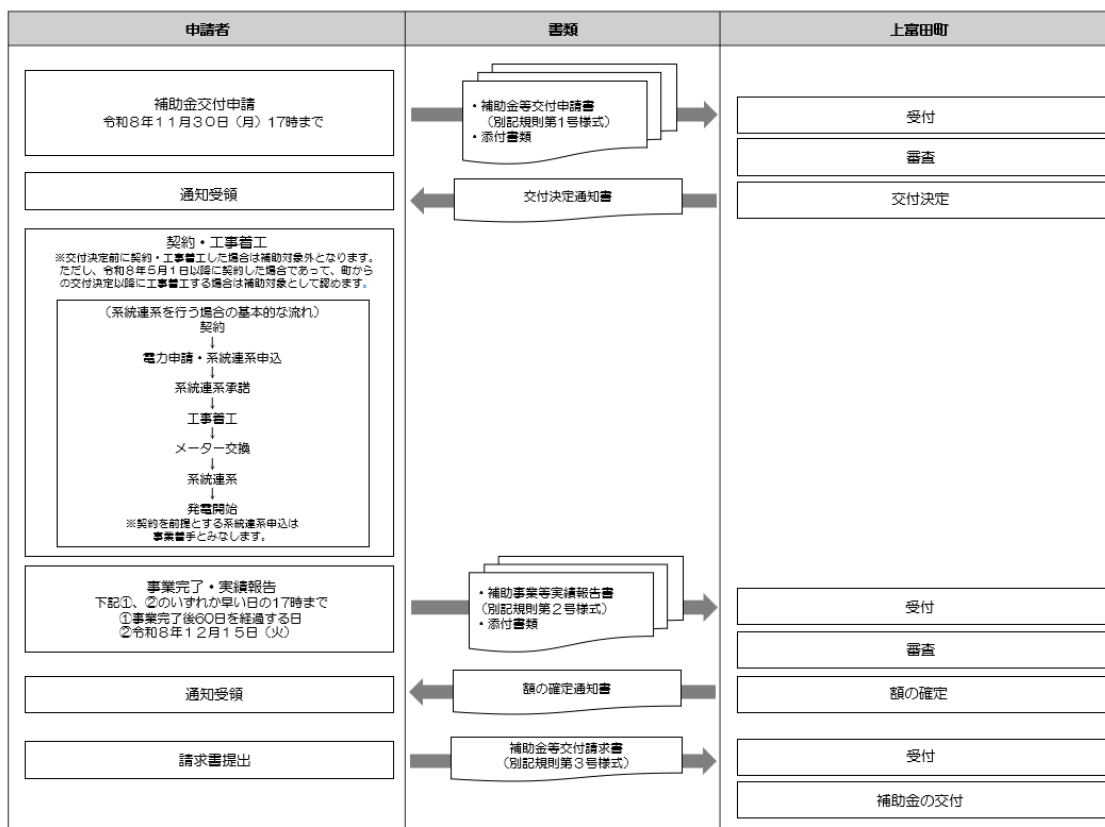 申請者
書類
上富田町
補助金交付申請
令和8年11月30日（月）17時まで
・補助金等交付申請書
（別記規則第1号様式）
・添付書類
受付
審査
通知受領
交付決定通知書
交付決定
契約・工事着工
※交付決定前に契約・工事着工した場合は補助対象外となります。
ただし、令和8年5月1日以降に契約した場合であって、町から
の交付決定以降に工事着工する場合は補助対象として認めます。
（系統連系を行う場合の基本的な流れ）
契約
↓
電力申請・系統連系申込
↓
系統連系承諾
↓
工事着工
↓
メーター交換
↓
系統連系
↓
発電開始
※契約を前提とする系統連系申込は
事業着手とみなします。
事業完了・実績報告
下記①、②のいずれか早い日の17時まで
①事業完了後60日を経過する日
②令和8年12月15日（火）
・補助事業等実績報告書
（別記規則第2号様式）
・添付書類
受付
審査
通知受領
額の確定通知書
額の確定
請求書提出
補助金等交付請求書
（別記規則第3号様式）
受付
補助金の交付